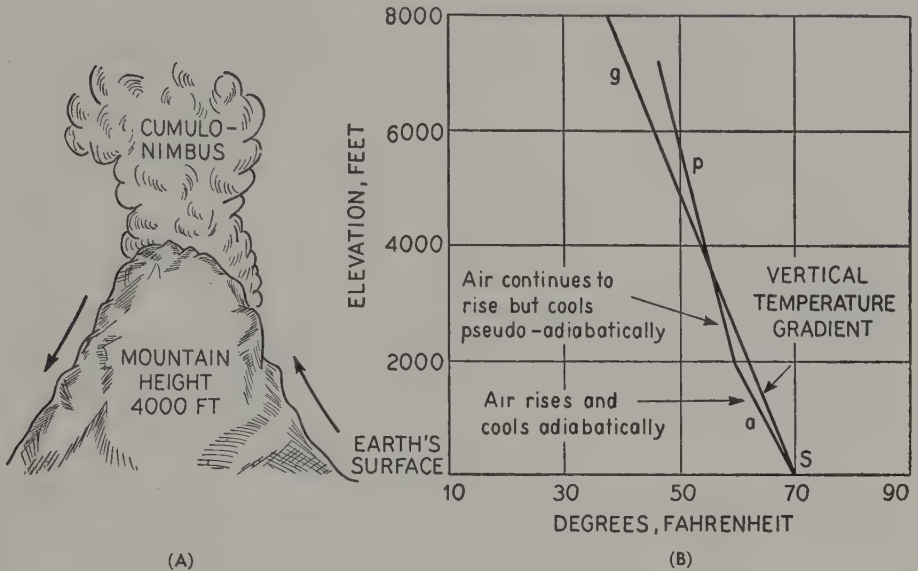 CUMULO-
NIMBUS
MOUNTAIN
HEIGHT
4000 FT
EARTH'S
SURFACE
(A)
ELEVATION, FEET
8000
6000
4000
2000
0
g
p
Air continues to
rise but cools
pseudo-adiabatically
VERTICAL
TEMPERATURE
GRADIENT
Air rises and
cools adiabatically
a
S
10 30 50 70 90
DEGREES, FAHRENHEIT
(B)